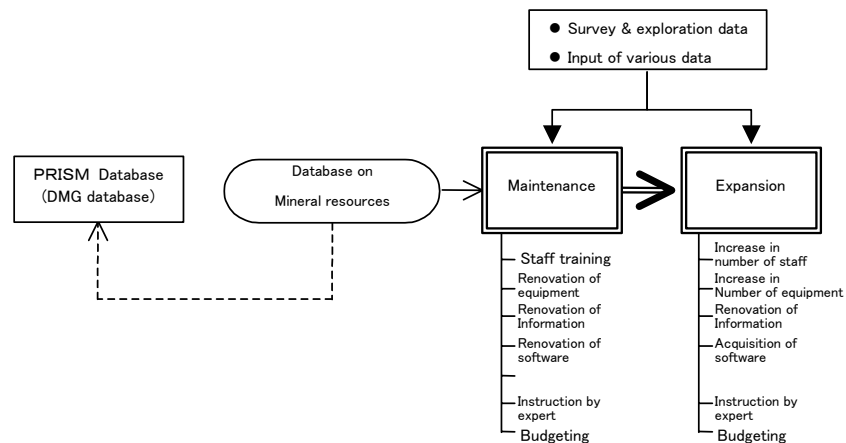 ● Survey & exploration data
● Input of various data
PRISM Database
(DMG database)
Database on
Mineral resources
Maintenance
Expansion
Staff training
Renovation of
equipment
Renovation of
Information
Renovation of
software
Instruction by
expert
Budgeting
Increase in
number of staff
Increase in
Number of equipment
Renovation of
Information
Acquisition of
software
Instruction by
expert
Budgeting